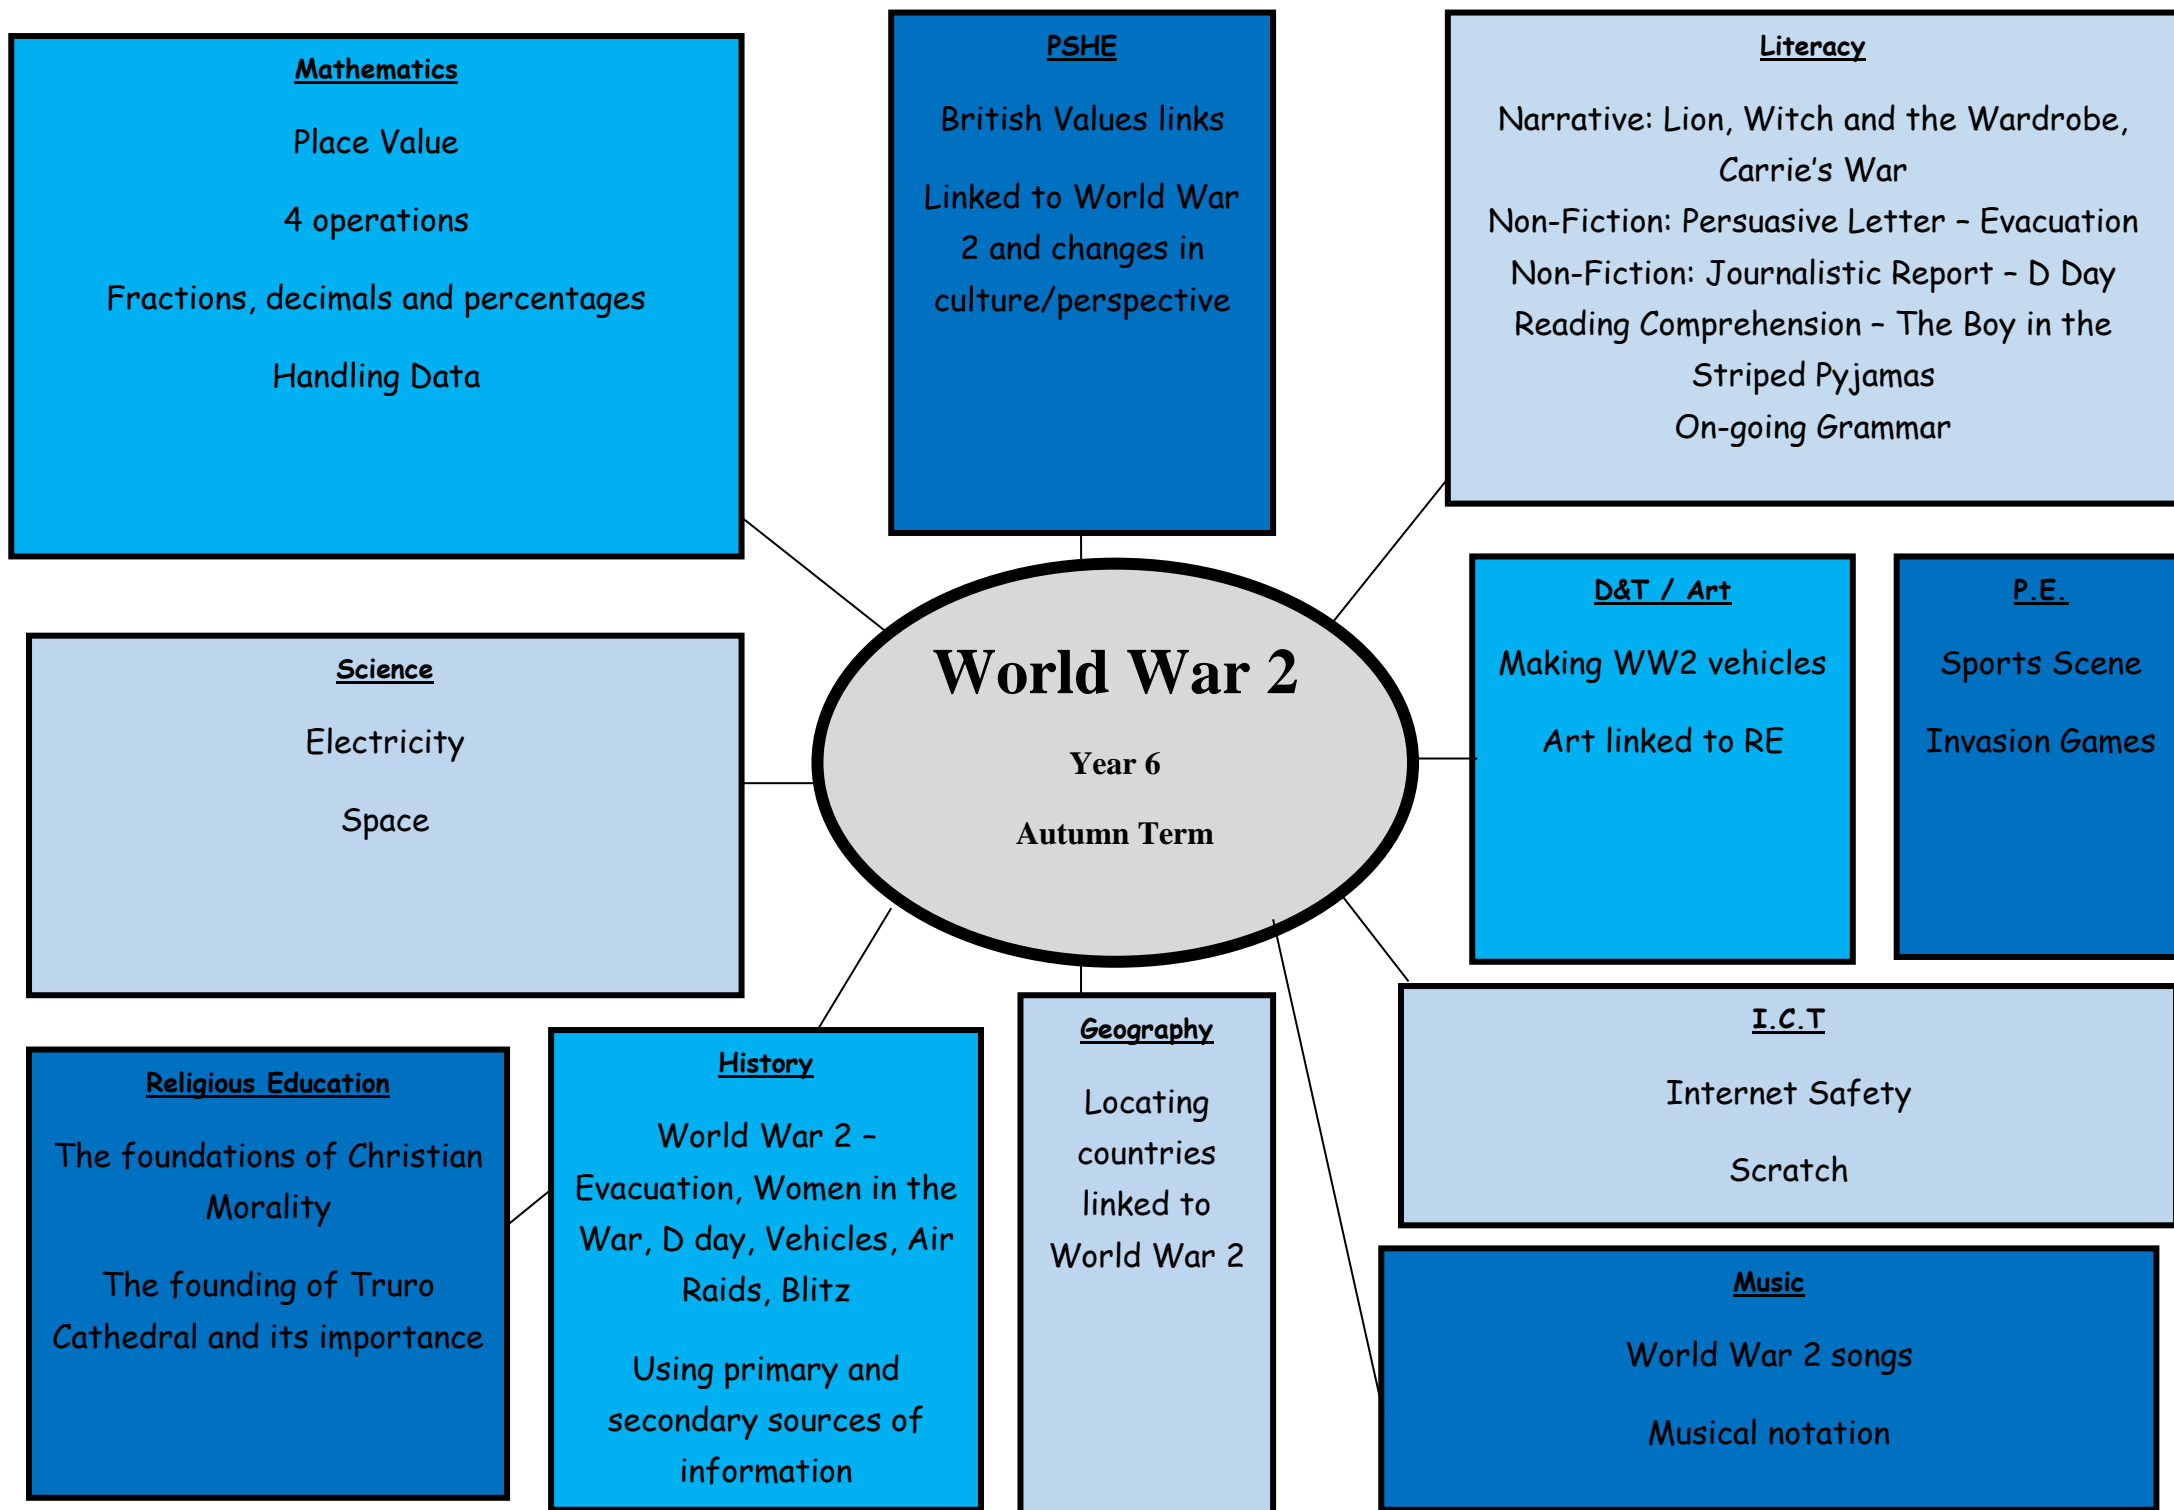 Mathematics
Place Value
4 operations
Fractions, decimals and percentages
Handling Data
PSHE
British Values links
Linked to World War
2 and changes in
culture/perspective
Literacy
Narrative: Lion, Witch and the Wardrobe,
Carrie’s War
Non-Fiction: Persuasive Letter – Evacuation
Non-Fiction: Journalistic Report – D Day
Reading Comprehension – The Boy in the
Striped Pyjamas
On-going Grammar
Science
Electricity
Space
World War 2
Year 6
Autumn Term
D&T / Art
Making WW2 vehicles
Art linked to RE
P.E.
Sports Scene
Invasion Games
Religious Education
The foundations of Christian
Morality
The founding of Truro
Cathedral and its importance
History
World War 2 –
Evacuation, Women in the
War, D day, Vehicles, Air
Raids, Blitz
Using primary and
secondary sources of
information
Geography
Locating
countries
linked to
World War 2
I.C.T
Internet Safety
Scratch
Music
World War 2 songs
Musical notation